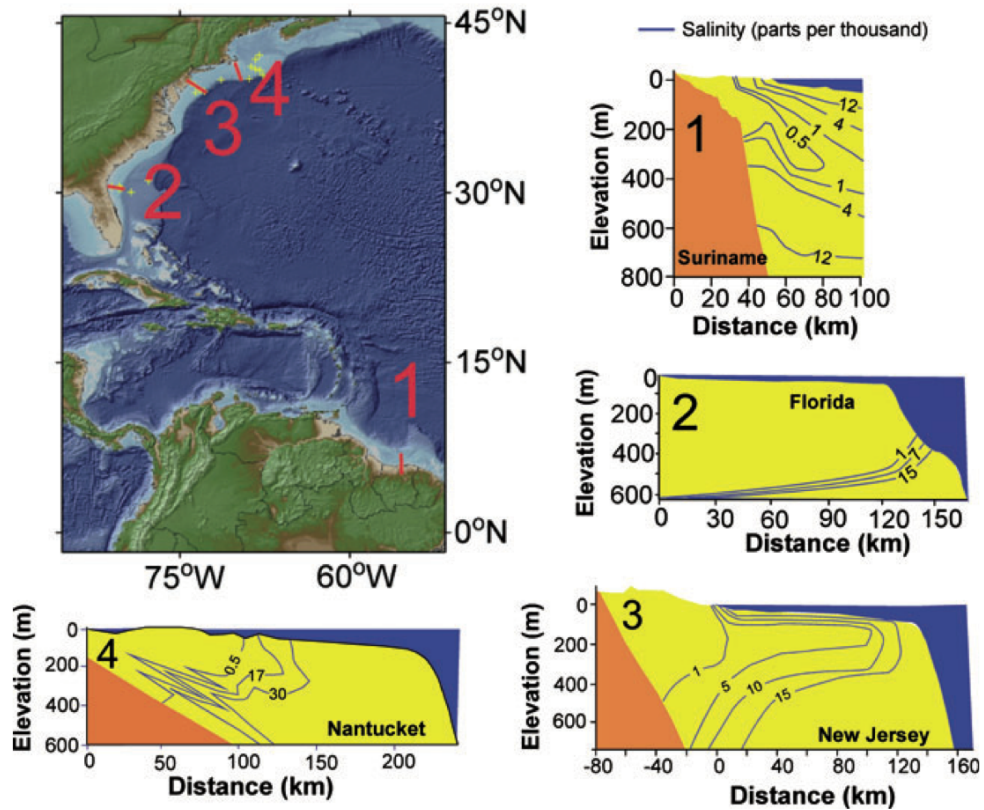 45°N
30°N
15°N
0°N
75°W
60°W
1
2
3
4
Salinity (parts per thousand)
0
200
400
600
800
Elevation (m)
1
Suriname
12
4
1
0.5
1
4
12
0 20 40 60 80 100
Distance (km)
0
200
400
600
Elevation (m)
2
Florida
1
7
15
0 30 60 90 120 150
Distance (km)
0
200
400
600
Elevation (m)
4
0.5
17
30
Nantucket
0 50 100 150 200
Distance (km)
0
200
400
600
Elevation (m)
3
1
5
10
15
New Jersey
-80 -40 0 40 80 120 160
Distance (km)